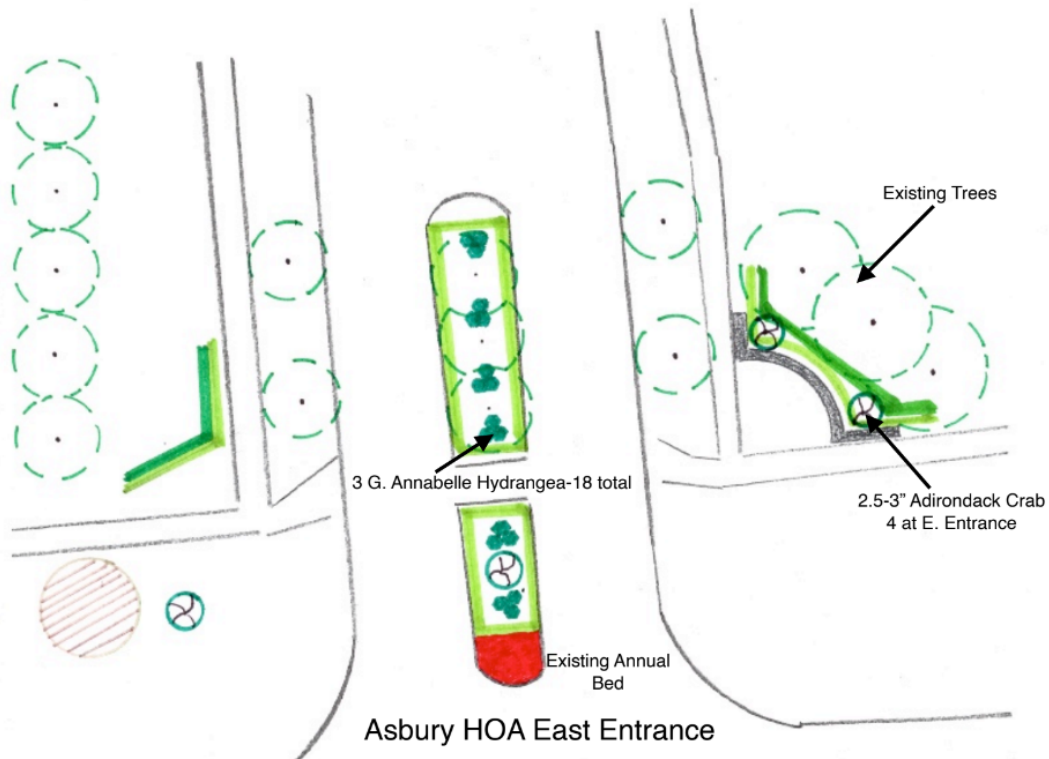 Existing Trees
3 G. Annabelle Hydrangea-18 total
2.5-3” Adirondack Crab
4 at E. Entrance
Existing Annual
Bed
Asbury HOA East Entrance